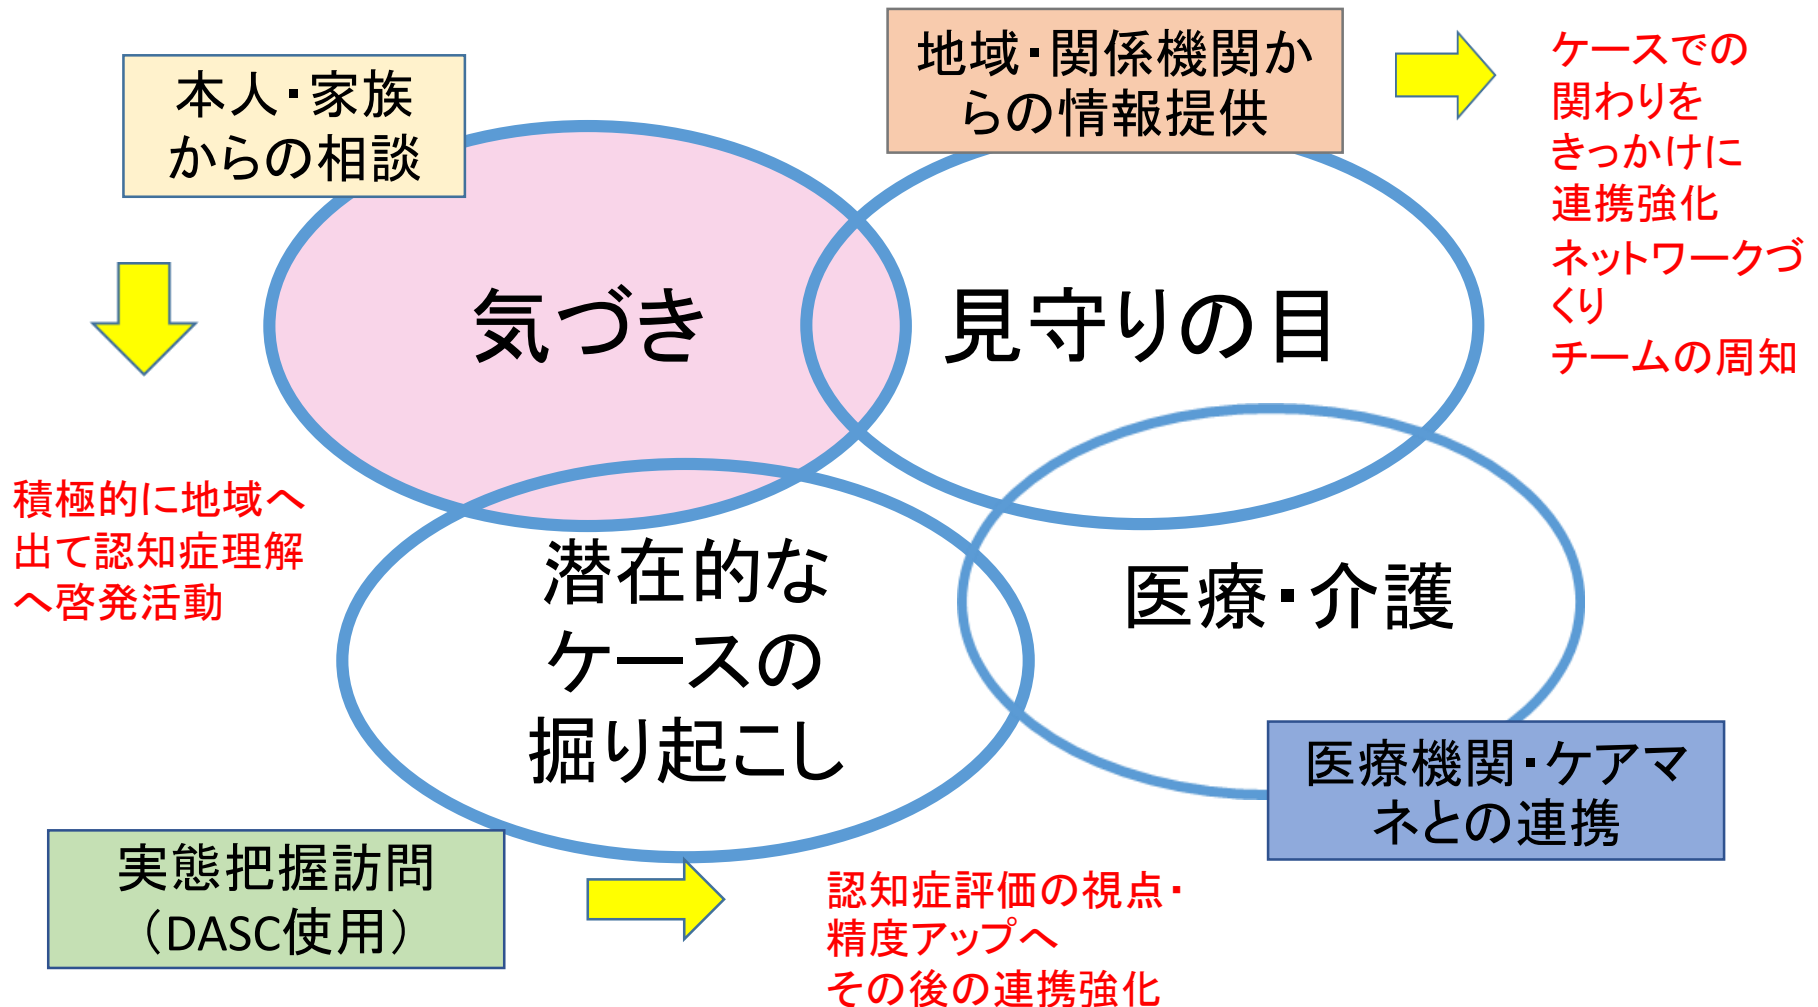 本人・家族
からの相談
地域・関係機関か
らの情報提供
ケースでの
関わりを
きっかけに
連携強化
ネットワークづ
くり
チームの周知
気づき
見守りの目
積極的に地域へ
出て認知症理解
へ啓発活動
潜在的な
ケースの
掘り起こし
医療・介護
医療機関・ケアマ
ネとの連携
実態把握訪問
（DASC使用）
認知症評価の視点・
精度アップへ
その後の連携強化